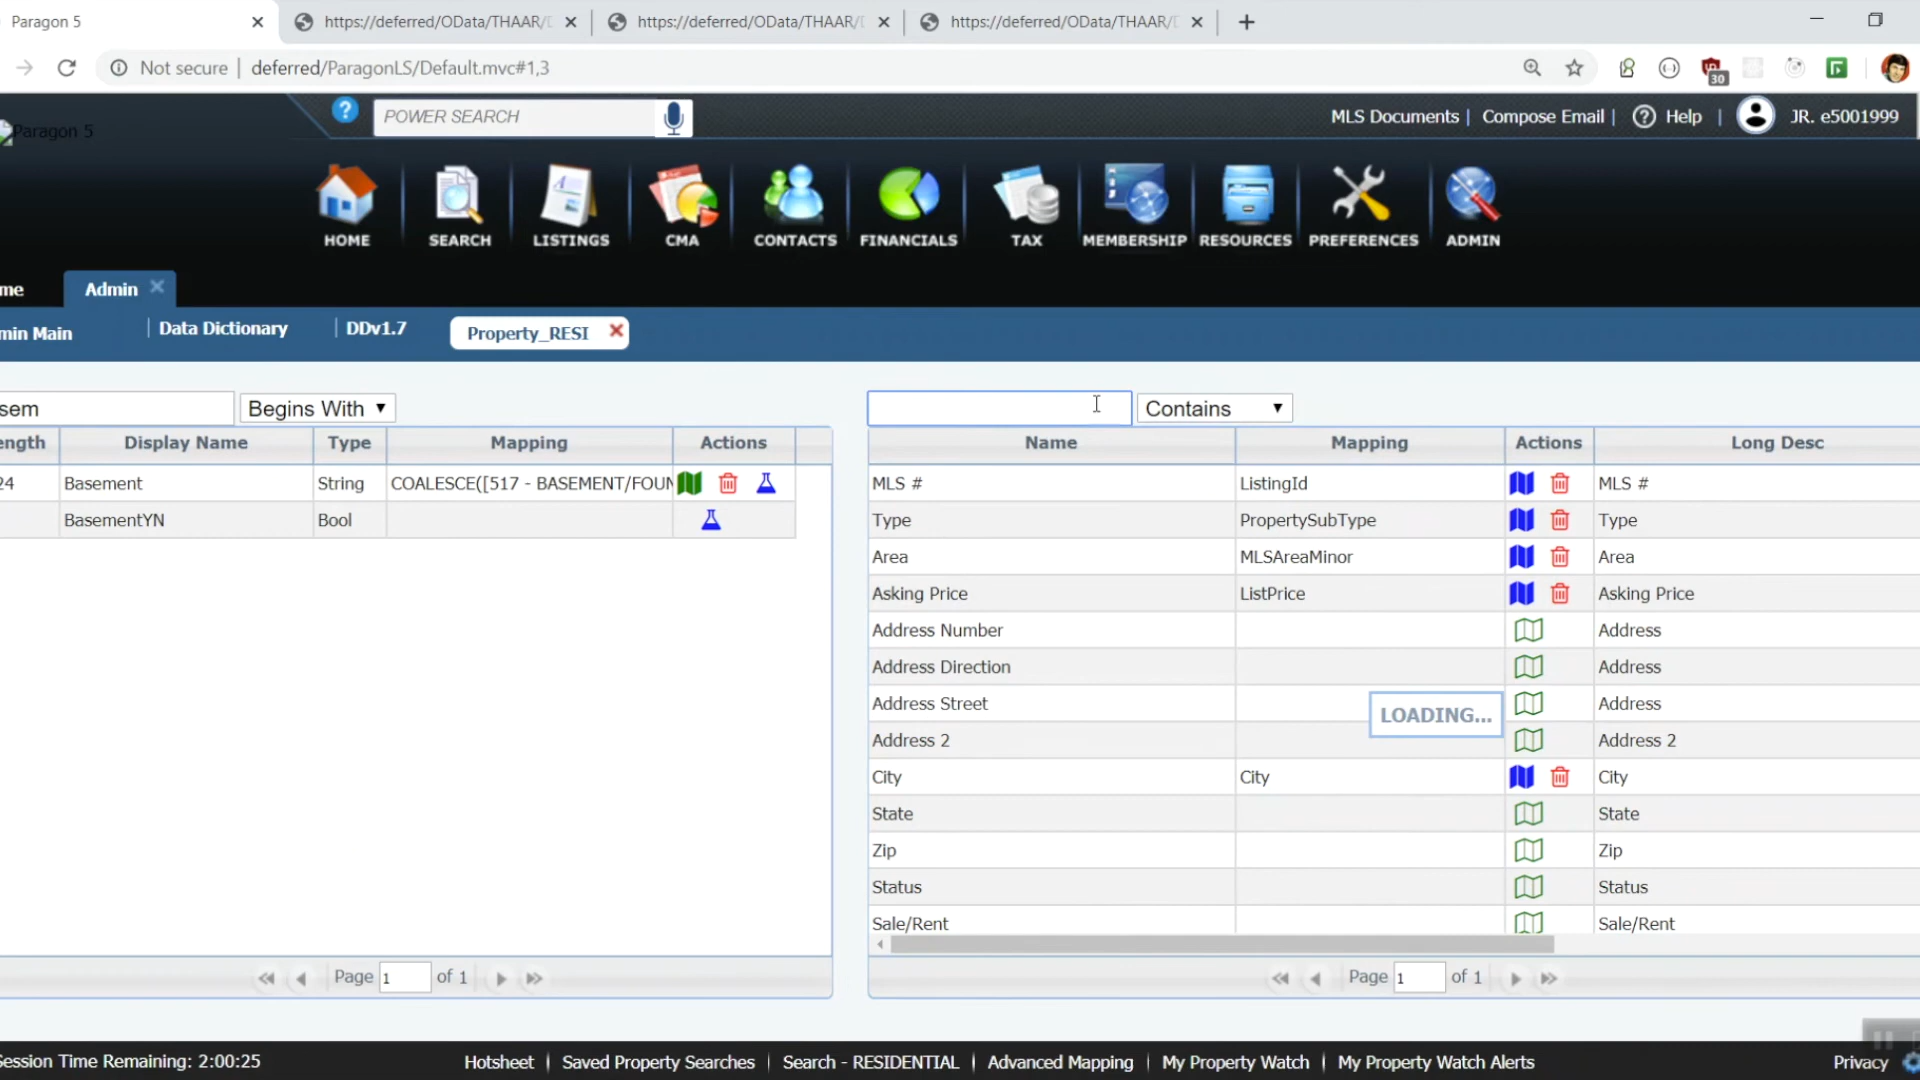 Paragon 5
https://deferred/OData/THAAR/
https://deferred/OData/THAAR/
https://deferred/OData/THAAR/
Not secure | deferred/ParagonLS/Default.mvc#1,3
30
? POWER SEARCH
MLS Documents | Compose Email | ? Help | JR. e5001999
Paragon 5
HOME SEARCH LISTINGS CMA CONTACTS FINANCIALS TAX MEMBERSHIP RESOURCES PREFERENCES ADMIN
me Admin
min Main | Data Dictionary | DDv1.7 Property_RESI
sem Begins With Contains
ength Display Name Type Mapping Actions Name Mapping Actions Long Desc
24 Basement String COALESCE([517 - BASEMENT/FOUN MLS # ListingId MLS #
BasementYN Bool Type PropertySubType Type
Area MLSAreaMinor Area
Asking Price ListPrice Asking Price
Address Number Address
Address Direction Address
Address Street Address
LOADING...
Address 2 Address 2
City City City
State State
Zip Zip
Status Status
Sale/Rent Sale/Rent
Page 1 of 1 Page 1 of 1
Session Time Remaining: 2:00:25 Hotsheet | Saved Property Searches | Search - RESIDENTIAL | Advanced Mapping | My Property Watch | My Property Watch Alerts Privacy